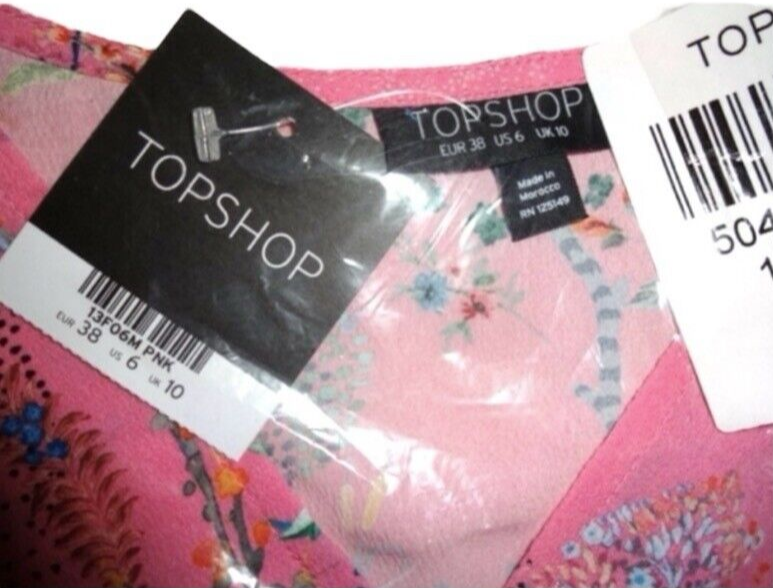 TOPSHOP
13F06M PNK
EUR 38 US 6 UK 10
TOPSHOP
EUR 38 US 6 UK 10
Made in
Morocco
RN 125149
TOP
504
1